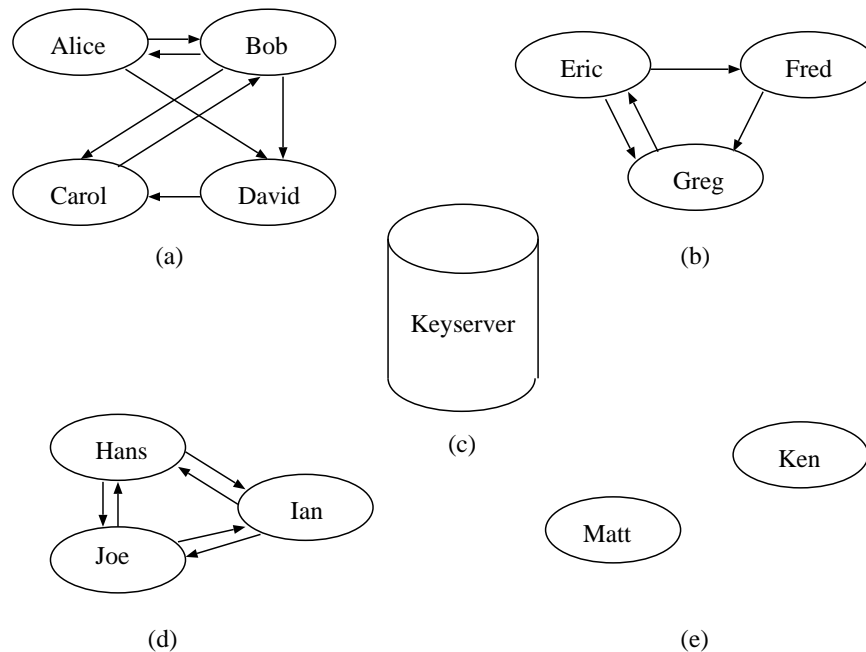 Alice
Bob
Carol
David
(a)
Eric
Fred
Greg
(b)
Keyserver
(c)
Hans
Ian
Joe
(d)
Ken
Matt
(e)